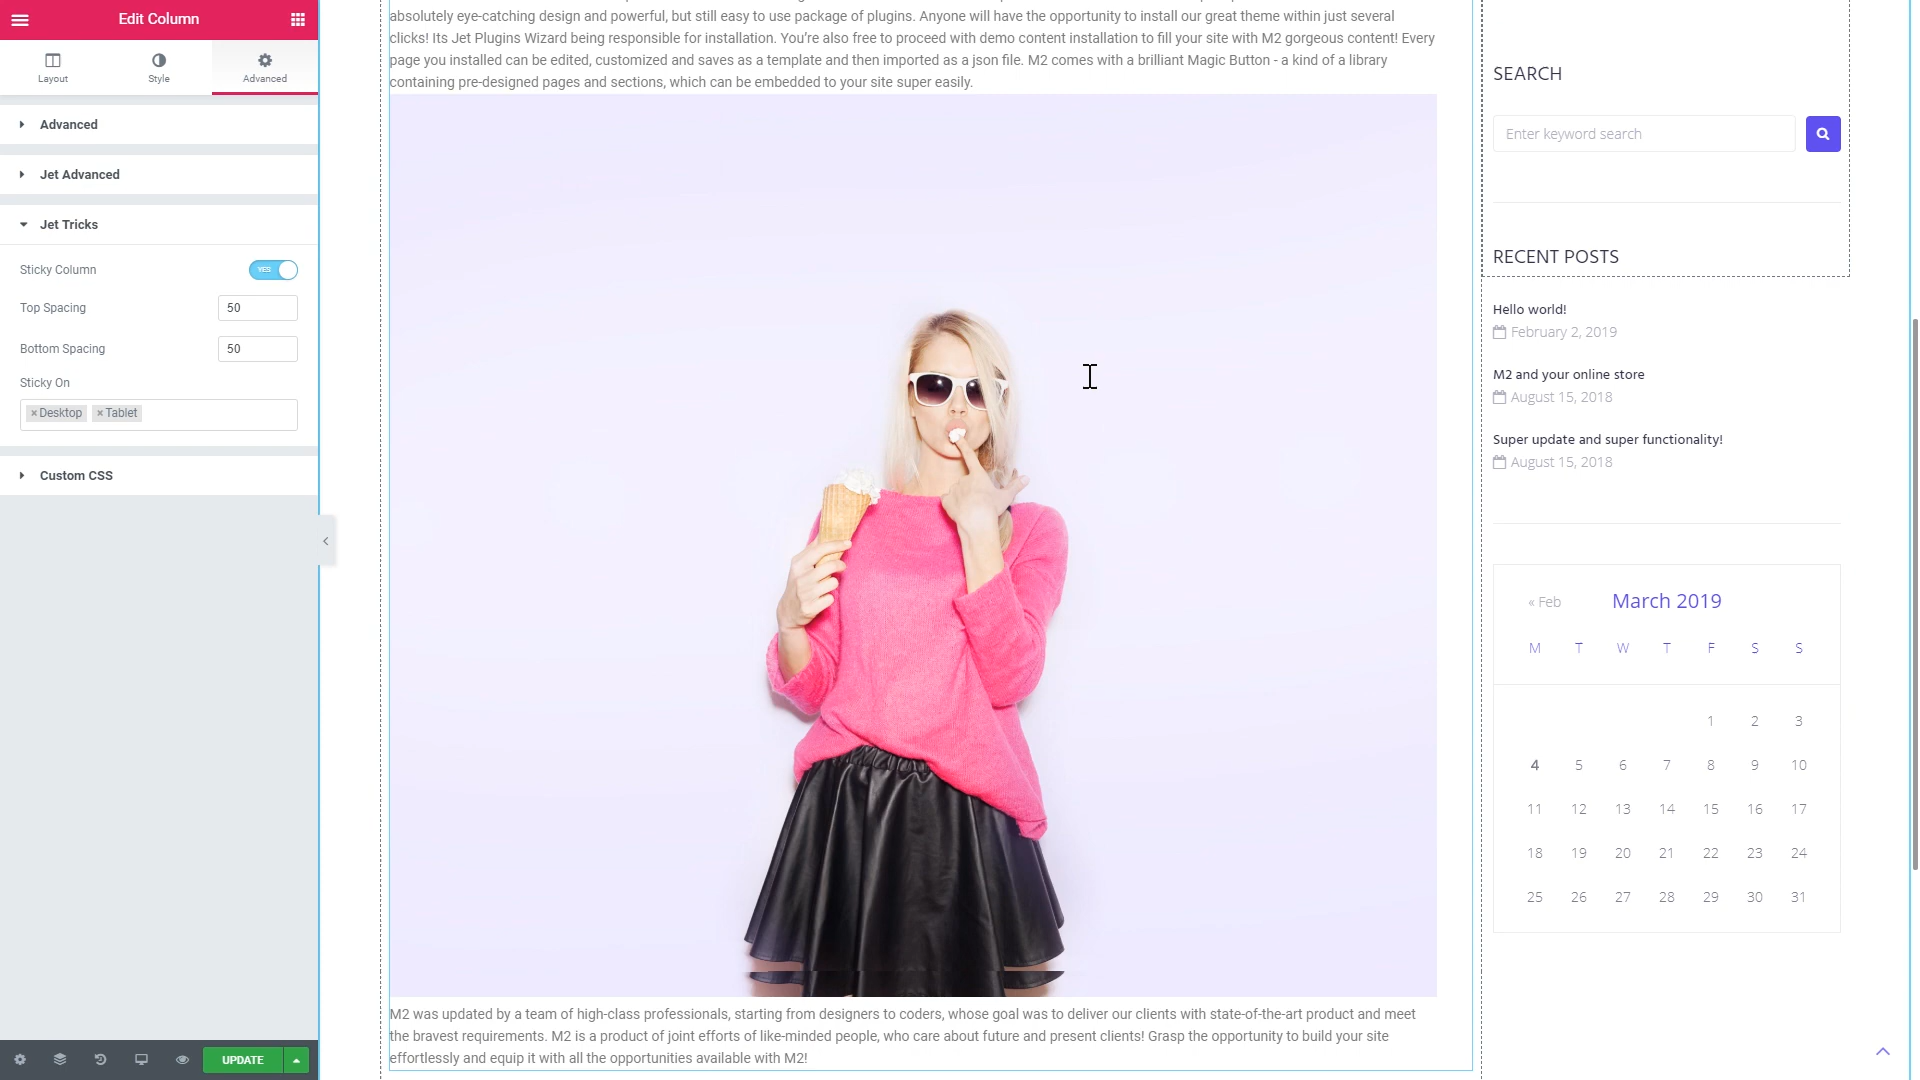 Edit Column
Layout
Style
Advanced
Advanced
Jet Advanced
Jet Tricks
Sticky Column
YES
Top Spacing
50
Bottom Spacing
50
Sticky On
×Desktop ×Tablet
Custom CSS
UPDATE
absolutely eye-catching design and powerful, but still easy to use package of plugins. Anyone will have the opportunity to install our great theme within just several
clicks! Its Jet Plugins Wizard being responsible for installation. You're also free to proceed with demo content installation to fill your site with M2 gorgeous content! Every
page you installed can be edited, customized and saves as a template and then imported as a json file. M2 comes with a brilliant Magic Button - a kind of a library
containing pre-designed pages and sections, which can be embedded to your site super easily.
M2 was updated by a team of high-class professionals, starting from designers to coders, whose goal was to deliver our clients with state-of-the-art product and meet
the bravest requirements. M2 is a product of joint efforts of like-minded people, who care about future and present clients! Grasp the opportunity to build your site
effortlessly and equip it with all the opportunities available with M2!
SEARCH
Enter keyword search
RECENT POSTS
Hello world!
February 2, 2019
M2 and your online store
August 15, 2018
Super update and super functionality!
August 15, 2018
« Feb March 2019
M T W T F S S
1 2 3
4 5 6 7 8 9 10
11 12 13 14 15 16 17
18 19 20 21 22 23 24
25 26 27 28 29 30 31